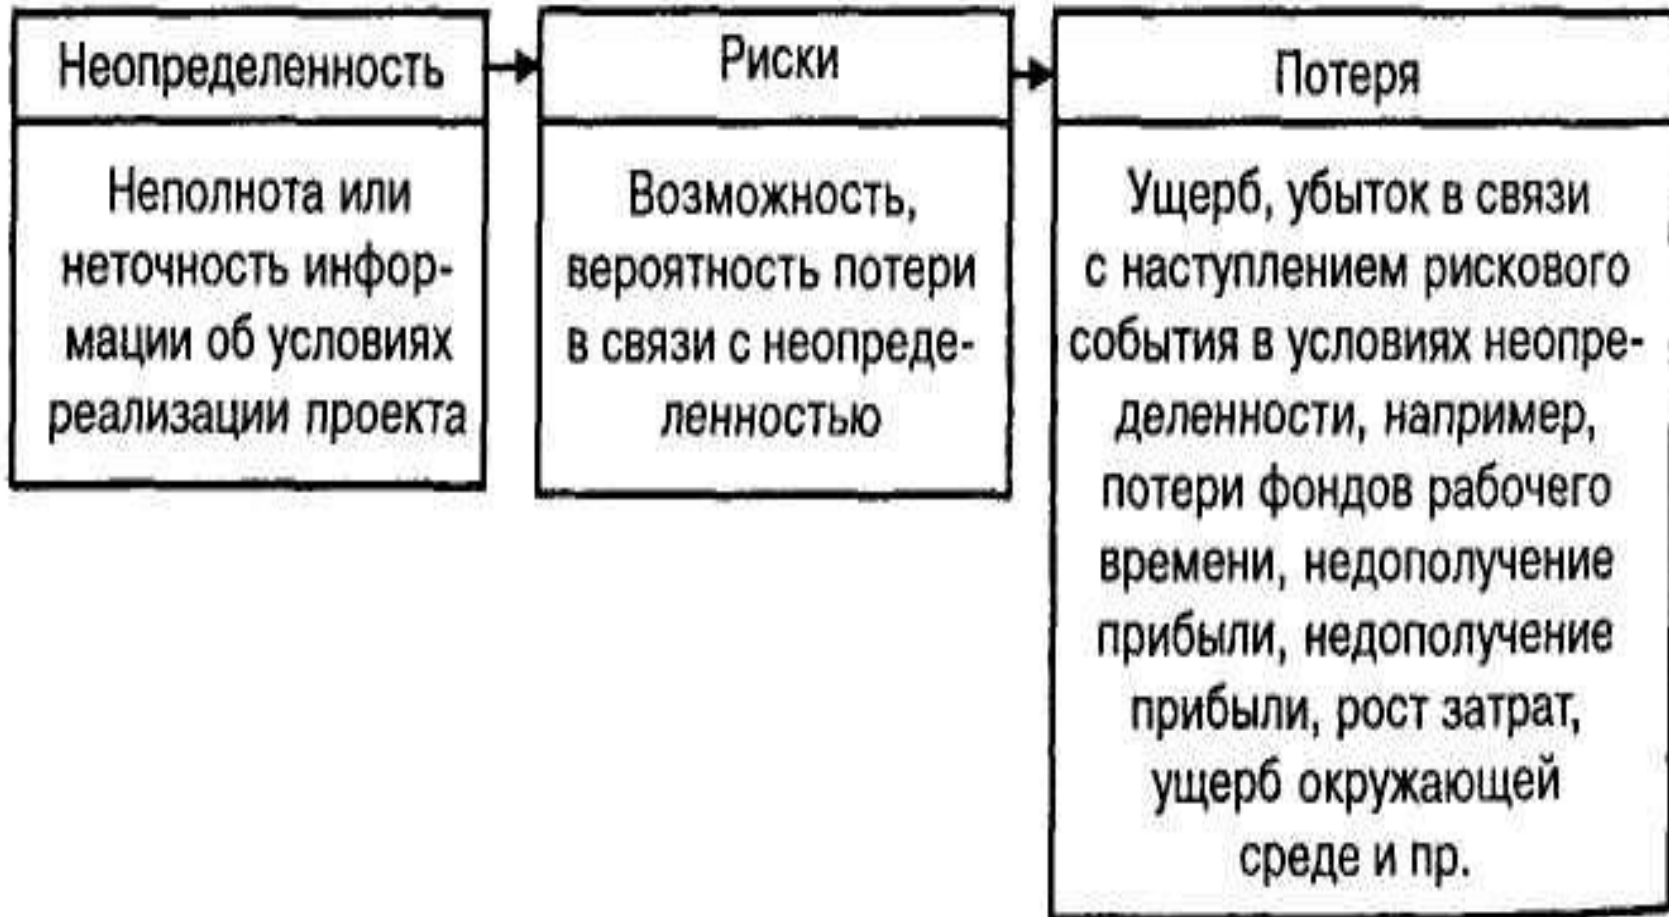 Неопределенность
Неполнота или
неточность инфор-
мации об условиях
реализации проекта
Риски
Возможность,
вероятность потери
в связи с неопреде-
ленностью
Потеря
Ущерб, убыток в связи
с наступлением рискового
события в условиях неопре-
деленности, например,
потери фондов рабочего
времени, недополучение
прибыли, недополучение
прибыли, рост затрат,
ущерб окружающей
среде и пр.